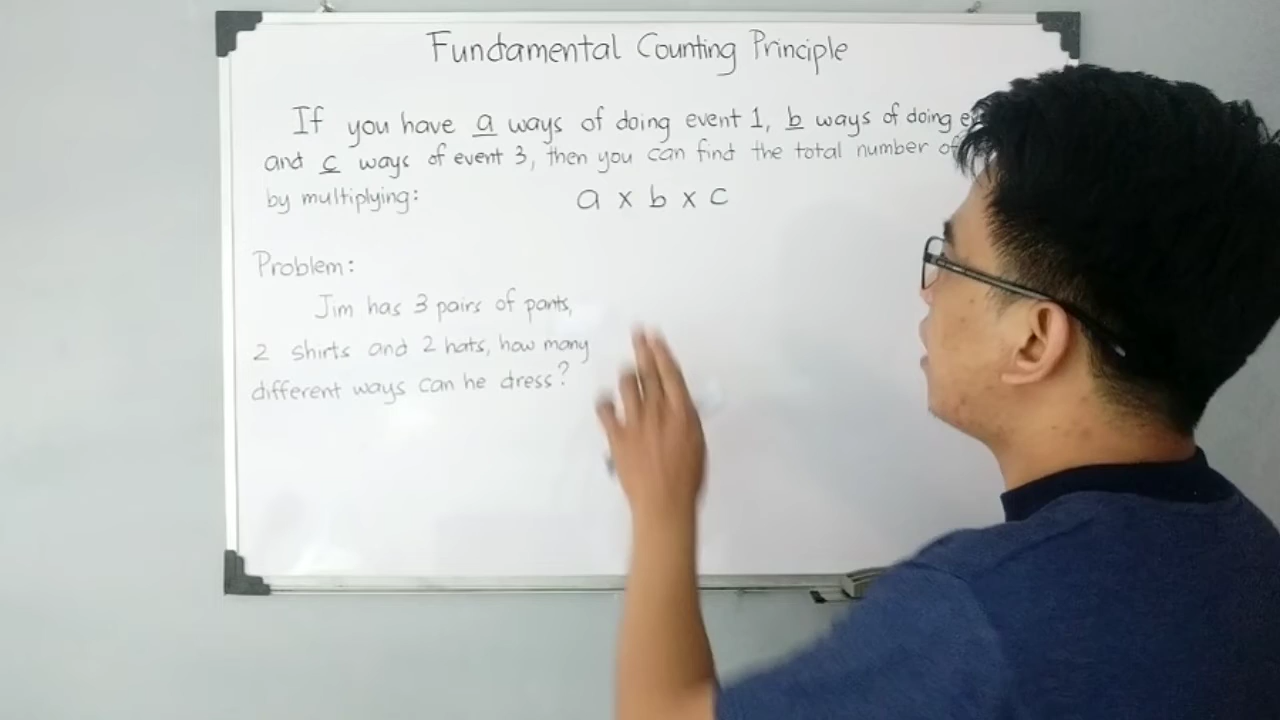 Fundamental Counting Principle
If you have a ways of doing event 1, b ways of doing
and c ways of event 3, then you can find the total number of
by multiplying: a x b x c
Problem:
Jim has 3 pairs of pants,
2 shirts and 2 hats, how many
different ways can he dress?